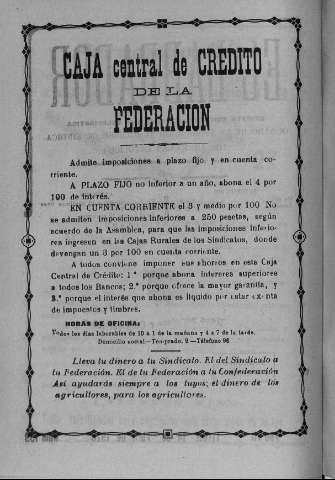 CAJA central de CREDITO
DE LA
FEDERACION
Admite imposiciones a plazo fijo y en cuenta co-
rriente.
A PLAZO FIJO no inferior a un año, abona el 4 por
100 de interés.
EN CUENTA CORRIENTE el 3 y medio por 100 No
se admiten imposiciones inferiores a 250 pesetas, según
acuerdo de la Asamblea, para que las imposiciones inferio-
res ingresen en las Cajas Rurales de los Sindicatos, donde
devengan un 3 por 100 en cuenta corriente.
A todos conviene imponer sus ahorros en esta Caja
Central de Crédito: 1.º porque abona intereses superiores
a todos los Bancos; 2.º porque ofrece la mayor garantía, y
3.º porque el interés que abona es líquido por estar exenta
de impuestos y timbres.
HORAS DE OFICINA:
Todos los días laborables de 10 a 1 de la mañana y 4 a 7 de la tarde.
Domicilio social—Tecgrado, 2—Teléfono 96
Lleva tu dinero a tu Sindicato. El del Sindicato a
tu Federación. El de tu Federación a tu Confederación
Así ayudarás siempre a los tuyos; el dinero de los
agricultores, para los agricultores.